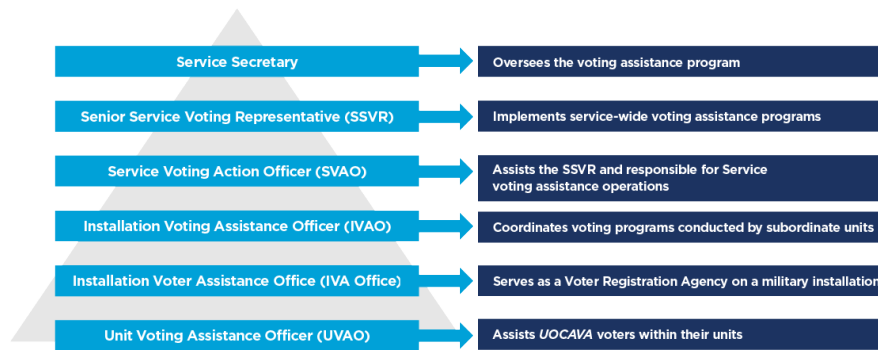 Service Secretary
Oversees the voting assistance program
Senior Service Voting Representative (SSVR)
Implements service-wide voting assistance programs
Service Voting Action Officer (SVAO)
Assists the SSVR and responsible for Service
voting assistance operations
Installation Voting Assistance Officer (IVAO)
Coordinates voting programs conducted by subordinate units
Installation Voter Assistance Office (IVA Office)
Serves as a Voter Registration Agency on a military installation
Unit Voting Assistance Officer (UVAO)
Assists UOCAVA voters within their units